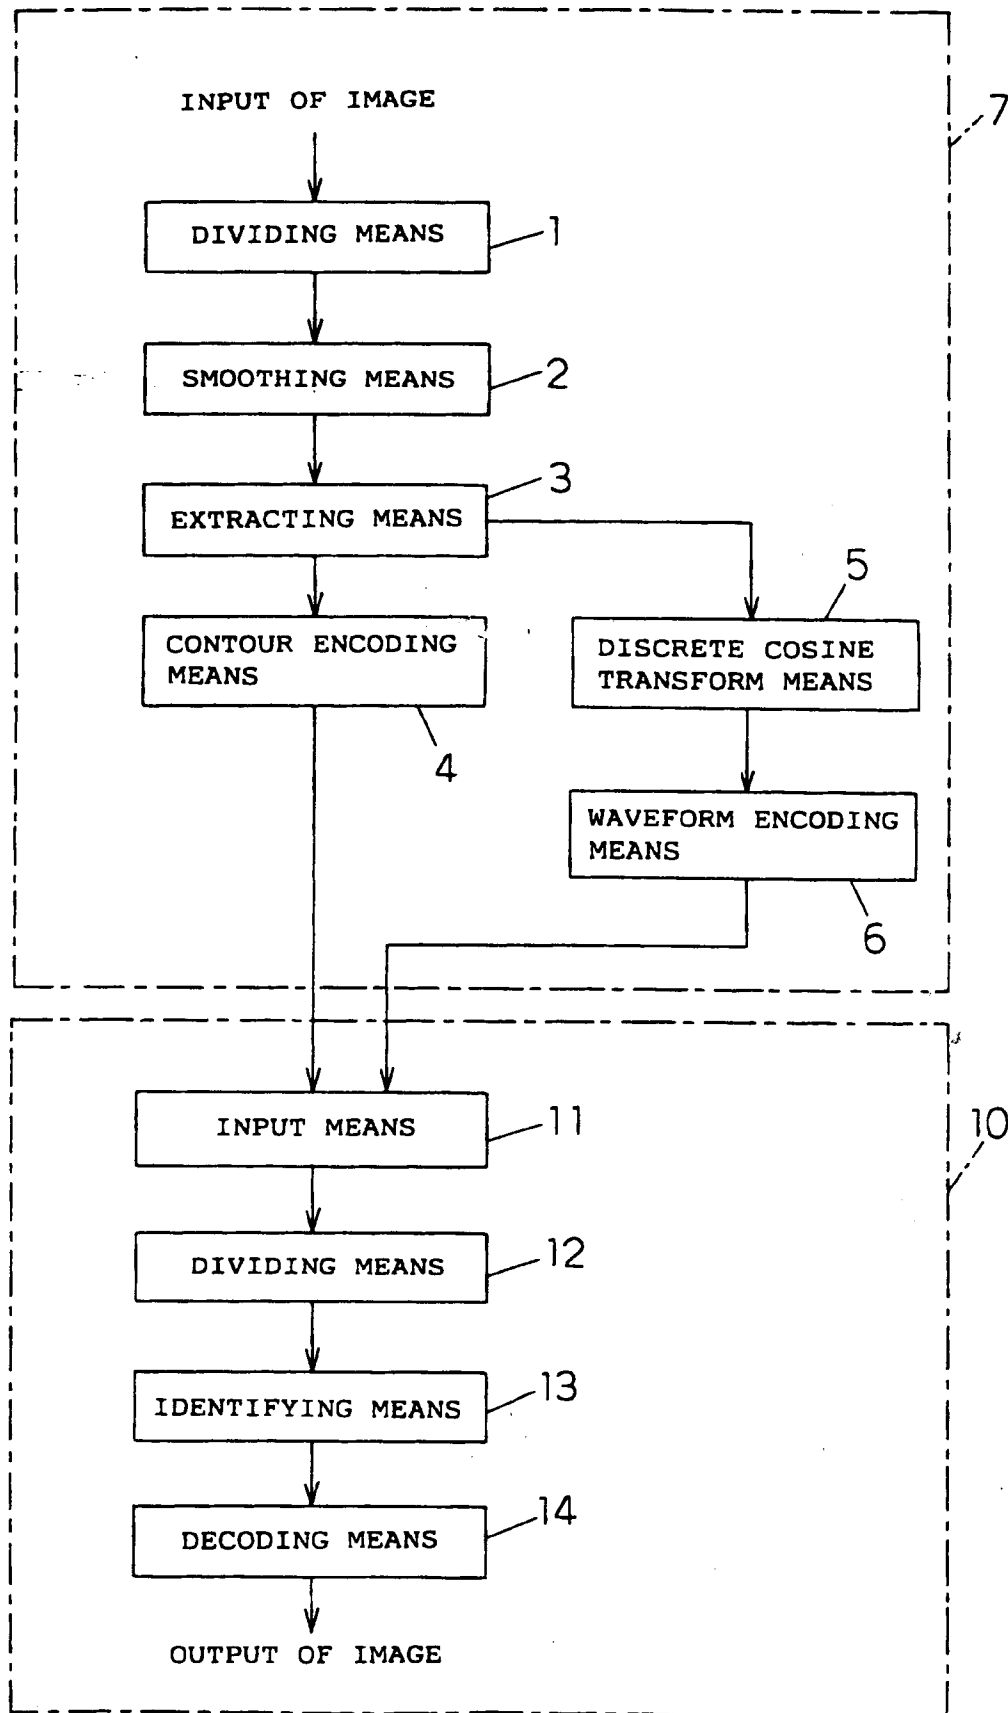 INPUT OF IMAGE
7
DIVIDING MEANS
1
SMOOTHING MEANS
2
EXTRACTING MEANS
3
CONTOUR ENCODING
MEANS
4
5
DISCRETE COSINE
TRANSFORM MEANS
WAVEFORM ENCODING
MEANS
6
INPUT MEANS
11
10
DIVIDING MEANS
12
IDENTIFYING MEANS
13
DECODING MEANS
14
OUTPUT OF IMAGE